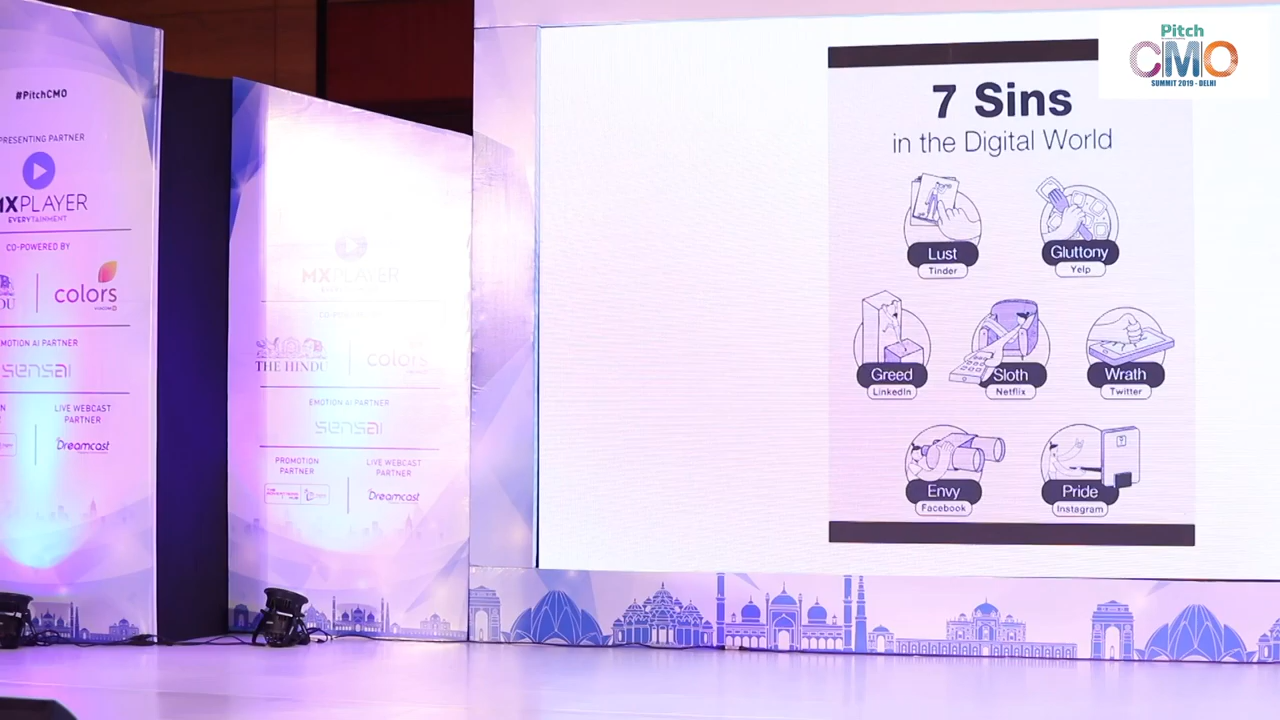 #PitchCMO
PRESENTING PARTNER
MXPLAYER
EVERYTAINMENT
CO-POWERED BY
colors
EMOTION AI PARTNER
sensai
LIVE WEBCAST
PARTNER
Dreamcast
MXPLAYER
THE HINDU
colors
EMOTION AI PARTNER
sensai
PROMOTION
PARTNER
LIVE WEBCAST
PARTNER
Dreamcast
7 Sins
in the Digital World
Lust
Tinder
Gluttony
Yelp
Greed
LinkedIn
Sloth
Netflix
Wrath
Twitter
Envy
Facebook
Pride
Instagram
Pitch
CMO
SUMMIT 2019 - DELHI